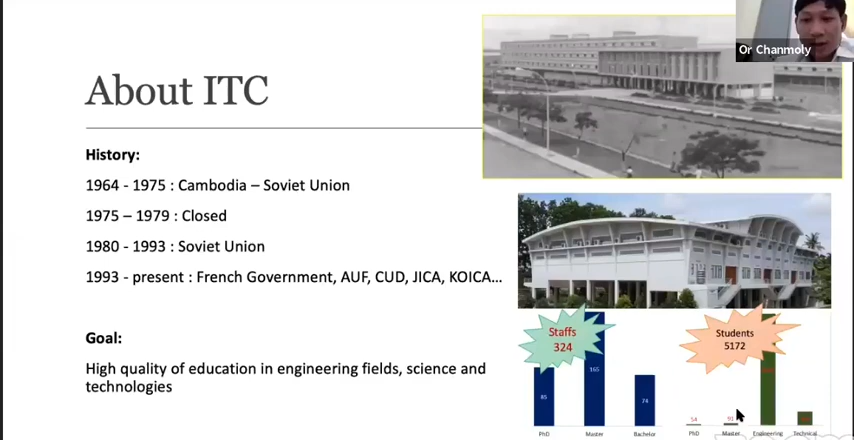 Or Chanmoly
About ITC
History:
1964 - 1975 : Cambodia – Soviet Union
1975 – 1979 : Closed
1980 - 1993 : Soviet Union
1993 - present : French Government, AUF, CUD, JICA, KOICA...
Goal:
High quality of education in engineering fields, science and
technologies
Staffs
324
85
165
74
PhD
Master
Bachelor
Students
5172
54
91
PhD
Master
Engineering
Technical